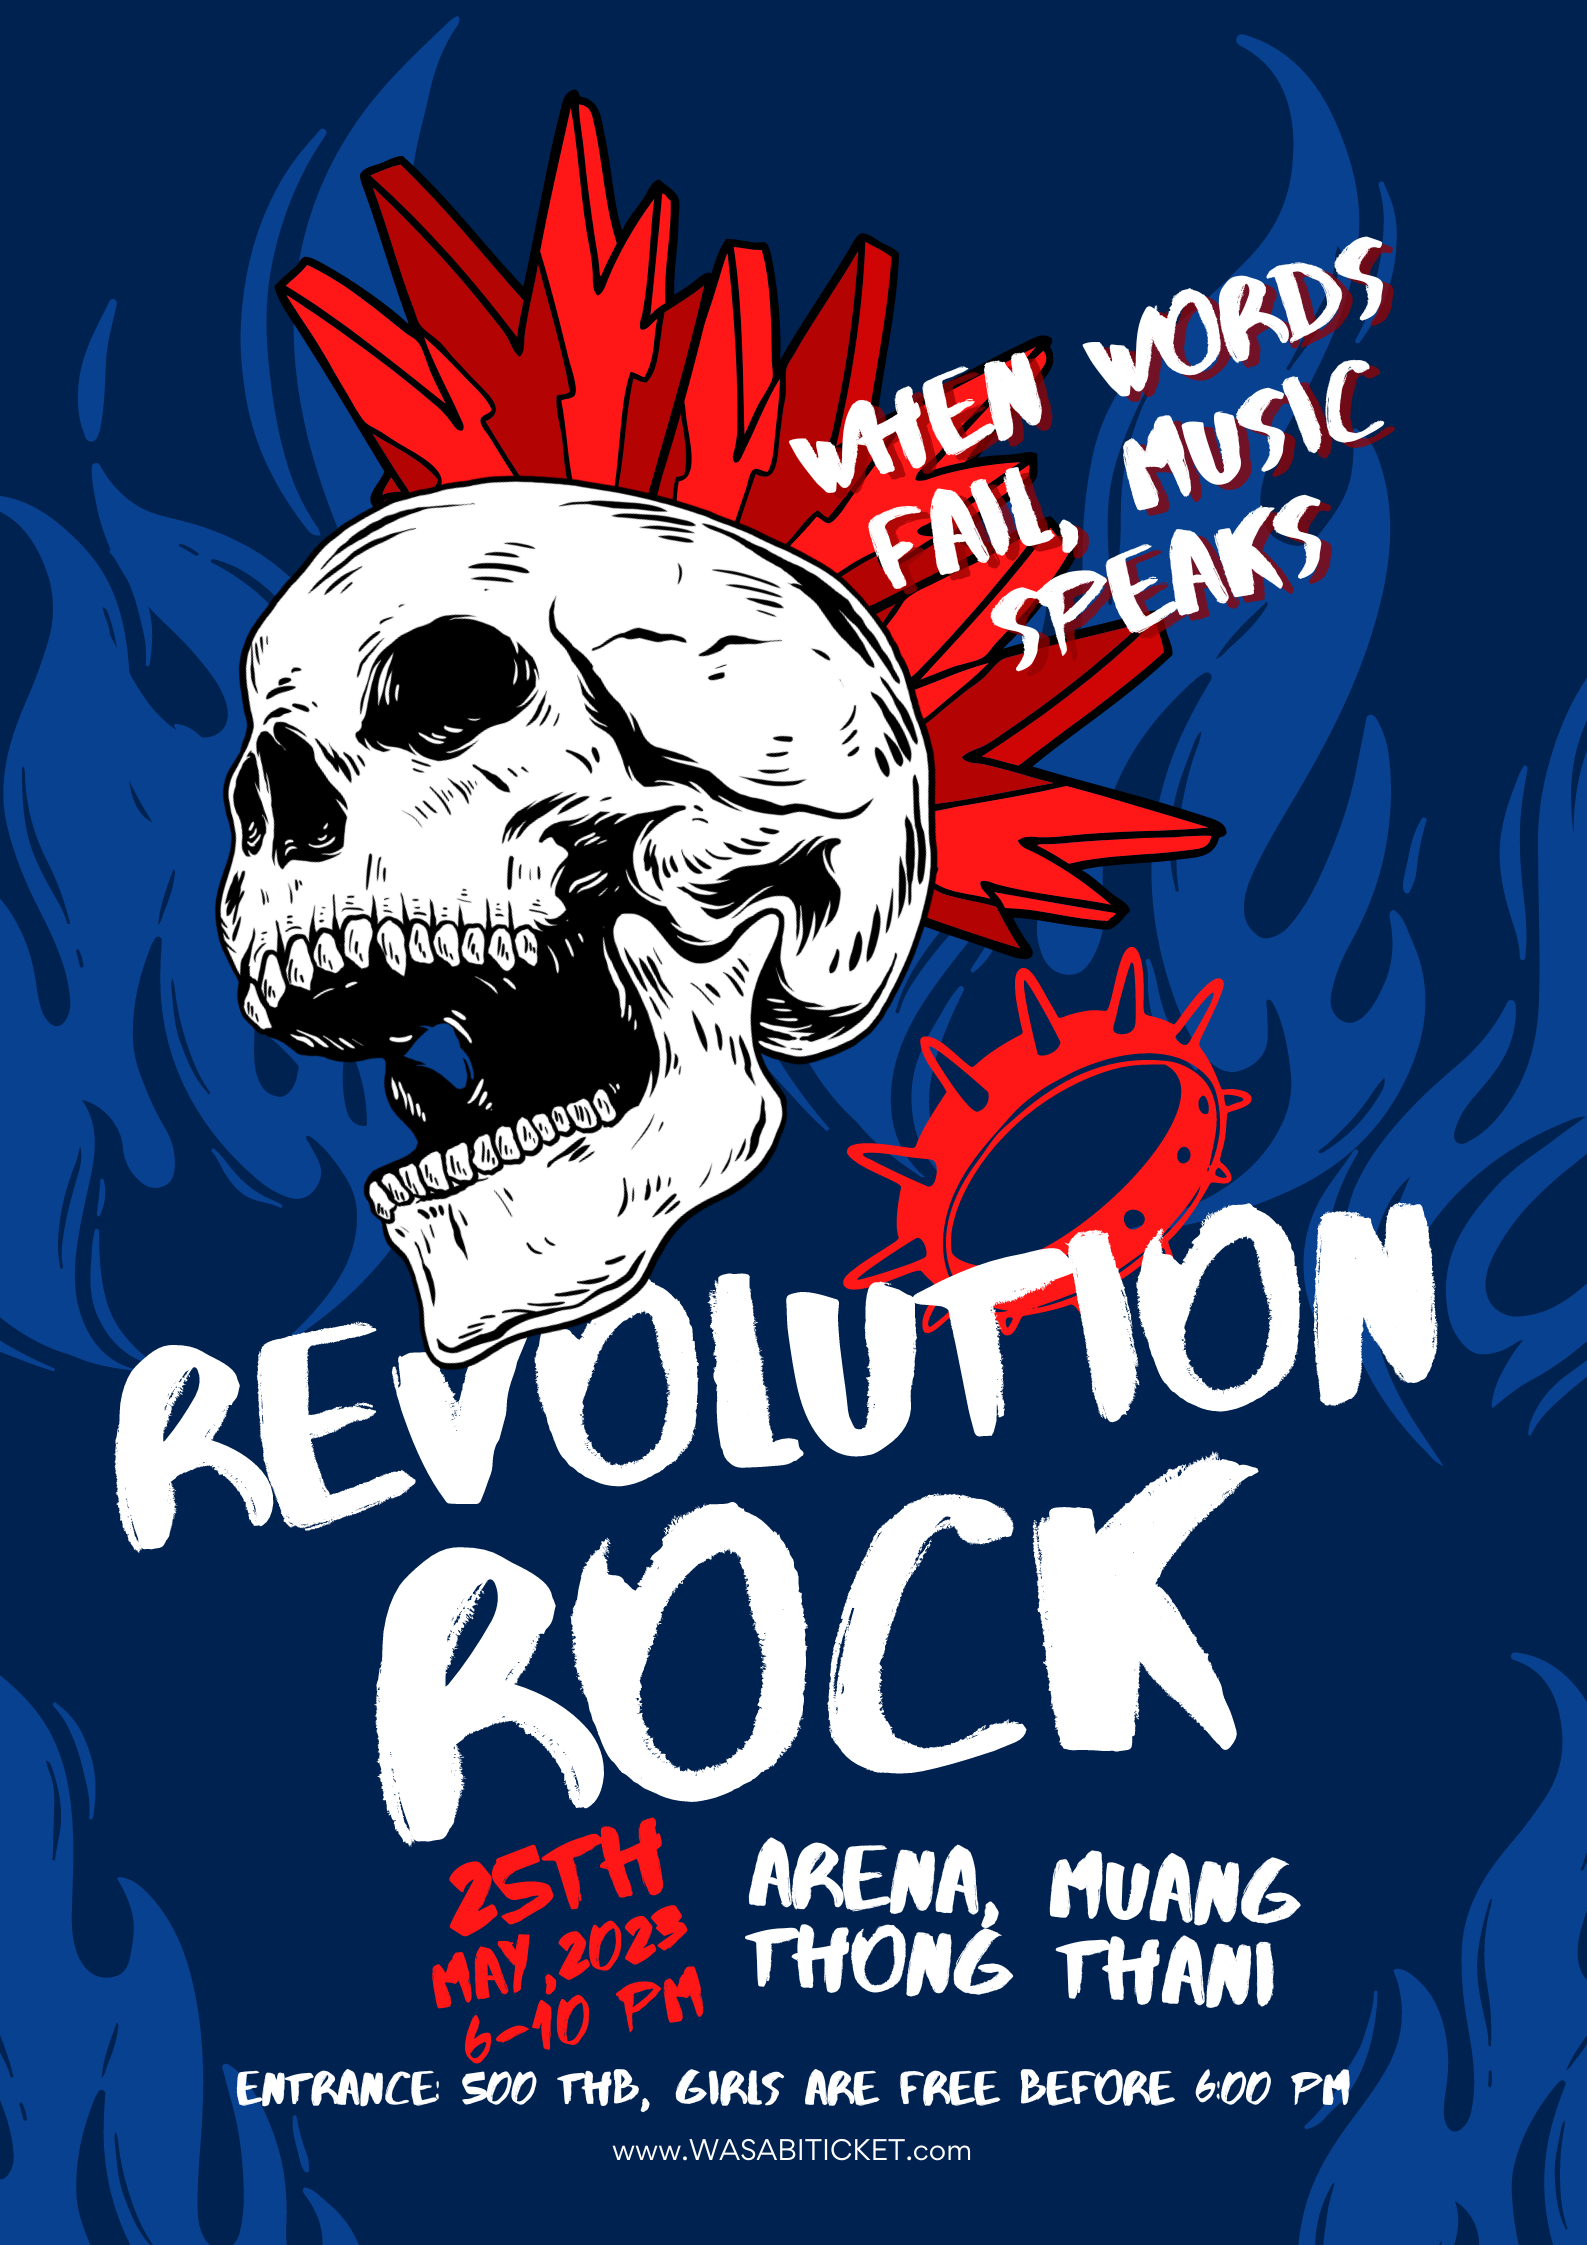 WHEN WORDS
FAIL, MUSIC
SPEAKS
REVOLUTION
ROCK
25TH
MAY,2023
6-10 PM
ARENA, MUANG
THONG THANI
ENTRANCE: 500 THB, GIRLS ARE FREE BEFORE 6:00 PM
www.WASABITICKET.com